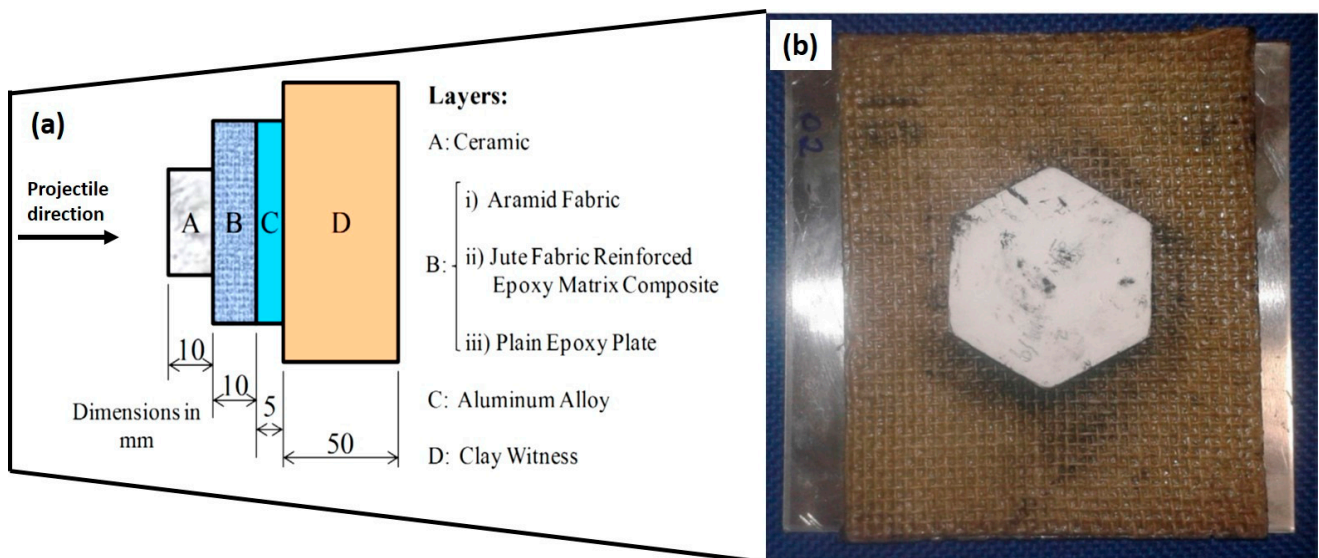 (a)
Projectile
direction
A
B
C
D
10
10
5
50
Dimensions in
mm
Layers:
A: Ceramic
B:
i) Aramid Fabric
ii) Jute Fabric Reinforced
Epoxy Matrix Composite
iii) Plain Epoxy Plate
C: Aluminum Alloy
D: Clay Witness
(b)
02